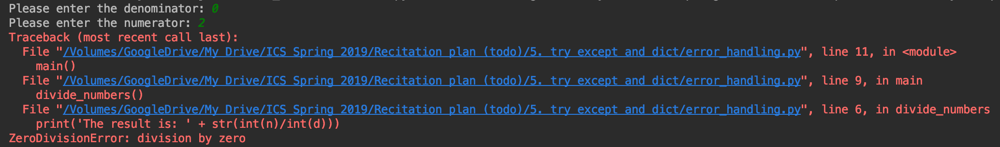 Please enter the denominator: 0
Please enter the numerator: 2
Traceback (most recent call last):
  File "/Volumes/GoogleDrive/My Drive/ICS Spring 2019/Recitation plan (todo)/5. try except and dict/error_handling.py", line 11, in <module>
    main()
  File "/Volumes/GoogleDrive/My Drive/ICS Spring 2019/Recitation plan (todo)/5. try except and dict/error_handling.py", line 9, in main
    divide_numbers()
  File "/Volumes/GoogleDrive/My Drive/ICS Spring 2019/Recitation plan (todo)/5. try except and dict/error_handling.py", line 6, in divide_numbers
    print('The result is: ' + str(int(n)/int(d)))
ZeroDivisionError: division by zero